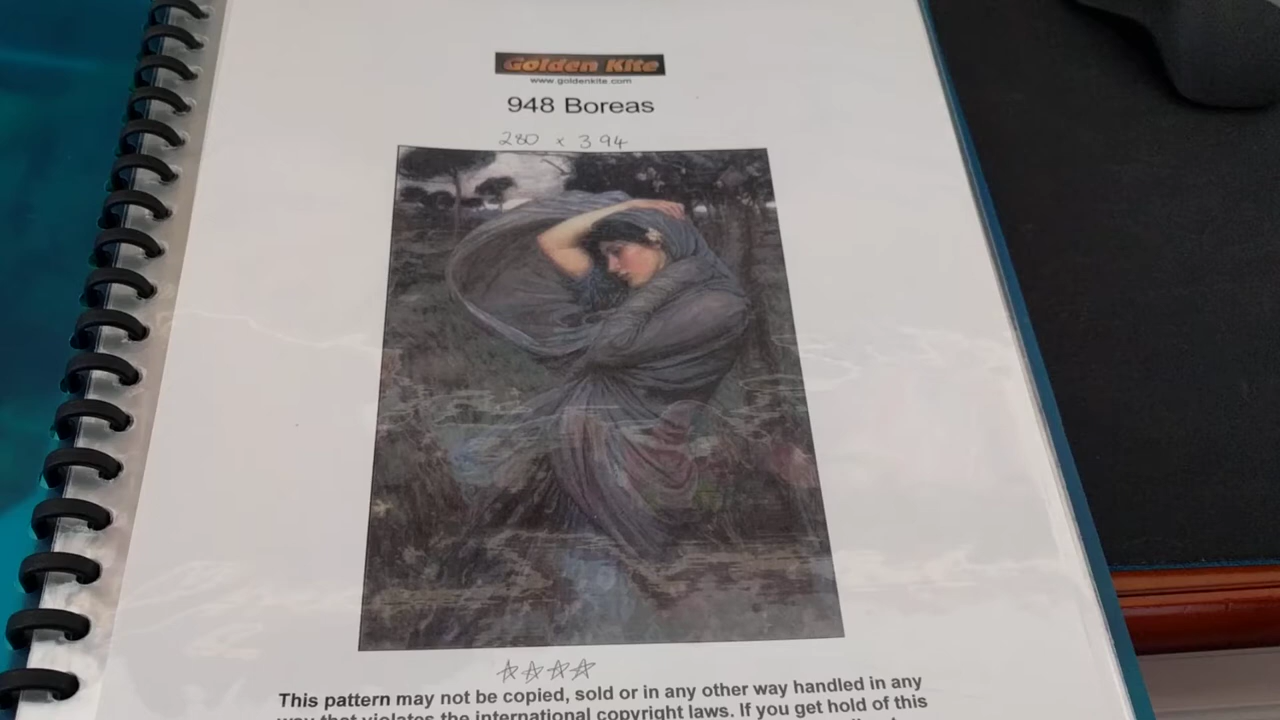 Golden Kite
www.goldenkite.com
948 Boreas
280 x 394
☆☆☆☆
This pattern may not be copied, sold or in any other way handled in any
way that violates the international copyright laws. If you get hold of this